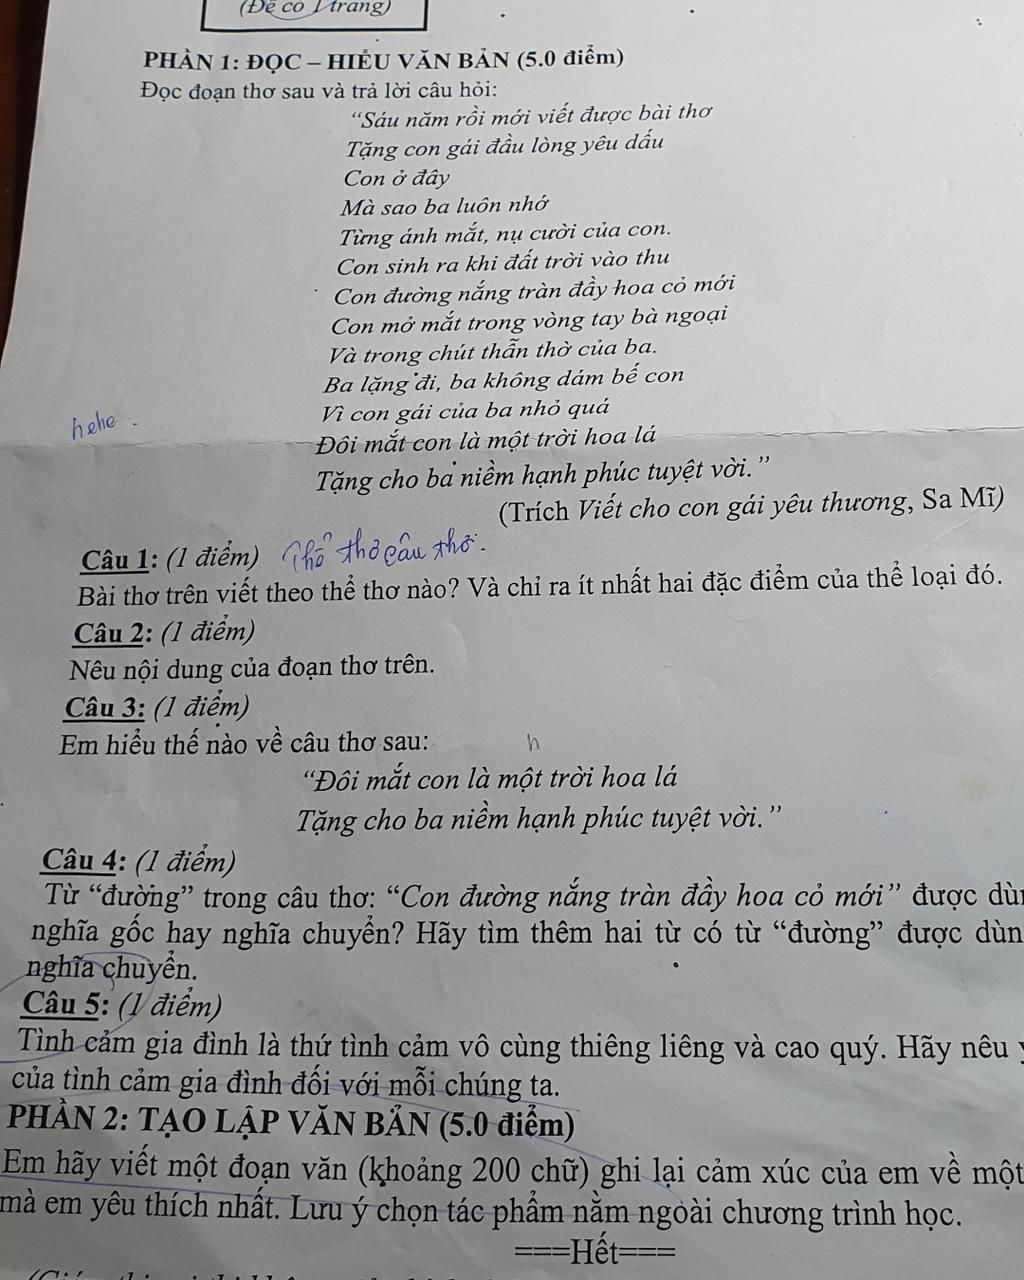 (Đề có 1 trang)
PHẦN 1: ĐỌC – HIỂU VĂN BẢN (5.0 điểm)
Đọc đoạn thơ sau và trả lời câu hỏi:
“Sáu năm rồi mới viết được bài thơ
Tặng con gái đầu lòng yêu dấu
Con ở đây
Mà sao ba luôn nhớ
Từng ánh mắt, nụ cười của con.
Con sinh ra khi đất trời vào thu
Con đường nắng tràn đầy hoa cỏ mới
Con mở mắt trong vòng tay bà ngoại
Và trong chút thẫn thờ của ba.
Ba lặng đi, ba không dám bế con
Vì con gái của ba nhỏ quá
hehe
Đôi mắt con là một trời hoa lá
Tặng cho ba niềm hạnh phúc tuyệt vời.”
(Trích Viết cho con gái yêu thương, Sa Mĩ)
Câu 1: (1 điểm) Thể thơ câu thơ.
Bài thơ trên viết theo thể thơ nào? Và chỉ ra ít nhất hai đặc điểm của thể loại đó.
Câu 2: (1 điểm)
Nêu nội dung của đoạn thơ trên.
Câu 3: (1 điểm)
Em hiểu thế nào về câu thơ sau: h
“Đôi mắt con là một trời hoa lá
Tặng cho ba niềm hạnh phúc tuyệt vời.”
Câu 4: (1 điểm)
Từ “đường” trong câu thơ: “Con đường nắng tràn đầy hoa cỏ mới” được
nghĩa gốc hay nghĩa chuyển? Hãy tìm thêm hai từ có từ “đường” được
nghĩa chuyển.
Câu 5: (1 điểm)
Tình cảm gia đình là thứ tình cảm vô cùng thiêng liêng và cao quý. Hãy nêu
của tình cảm gia đình đối với mỗi chúng ta.
PHẦN 2: TẠO LẬP VĂN BẢN (5.0 điểm)
Em hãy viết một đoạn văn (khoảng 200 chữ) ghi lại cảm xúc của em về một
mà em yêu thích nhất. Lưu ý chọn tác phẩm nằm ngoài chương trình học.
===Hết===